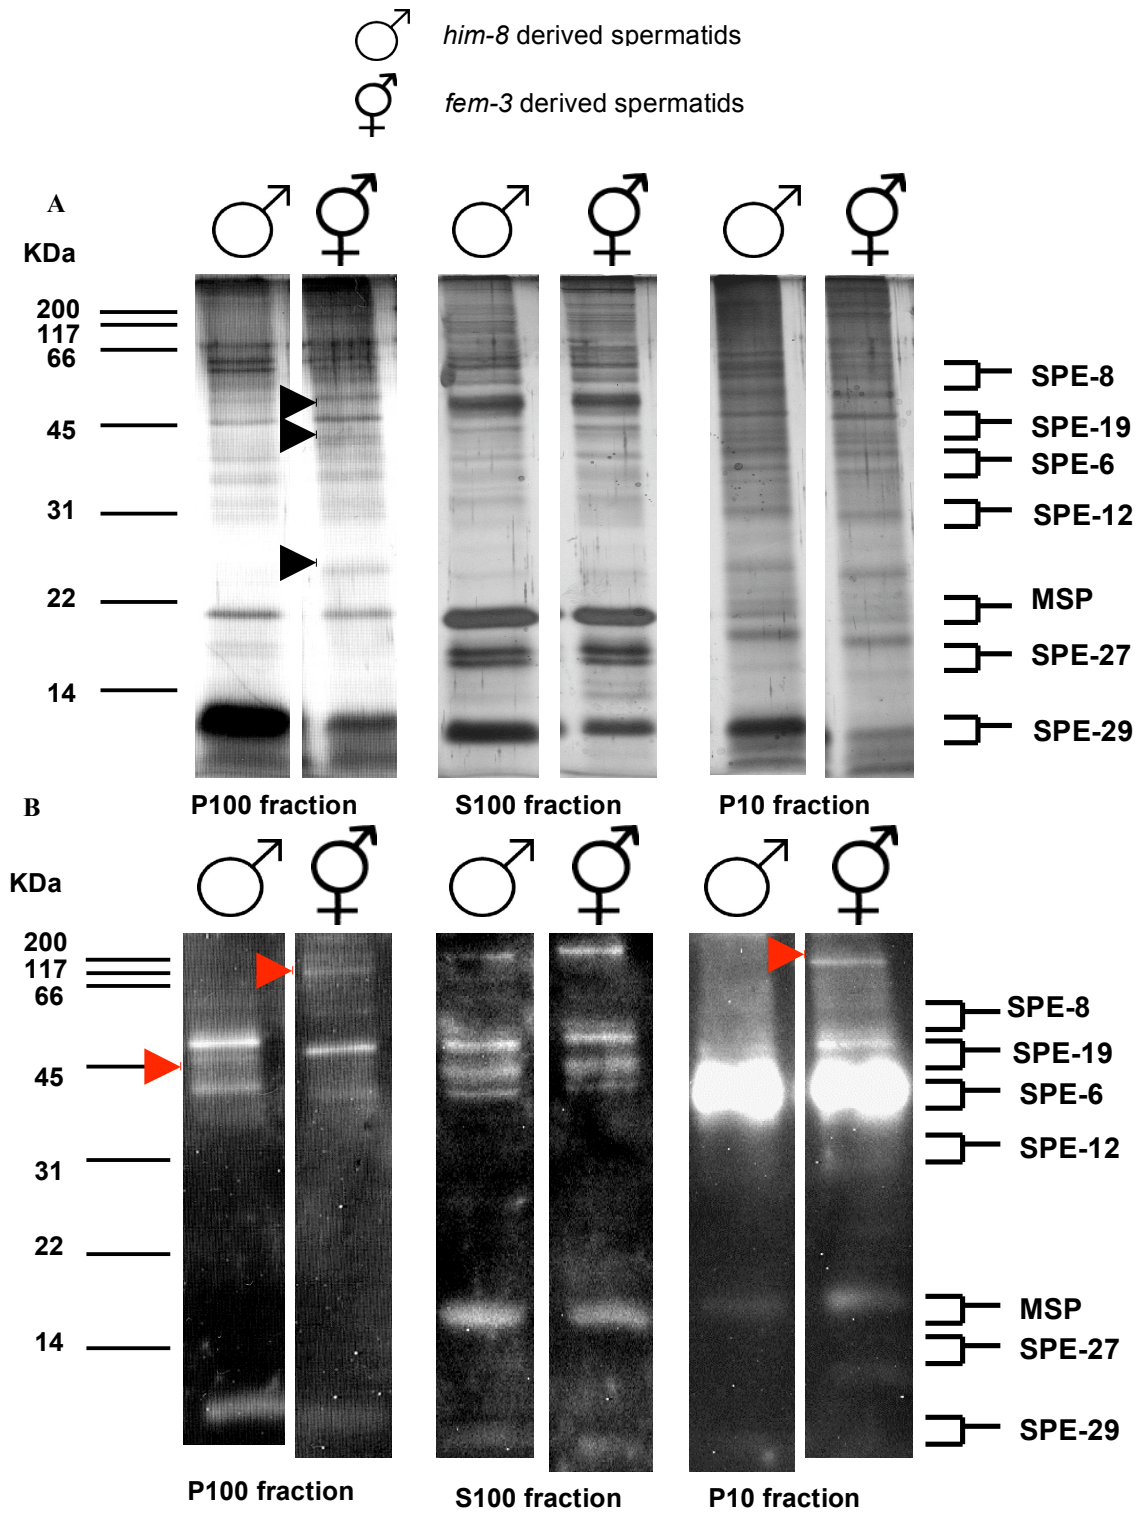 him-8 derived spermatids
fem-3 derived spermatids
A
KDa
200
117
66
45
31
22
14
SPE-8
SPE-19
SPE-6
SPE-12
MSP
SPE-27
SPE-29
P100 fraction S100 fraction P10 fraction
B
KDa
200
117
66
45
31
22
14
SPE-8
SPE-19
SPE-6
SPE-12
MSP
SPE-27
SPE-29
P100 fraction S100 fraction P10 fraction